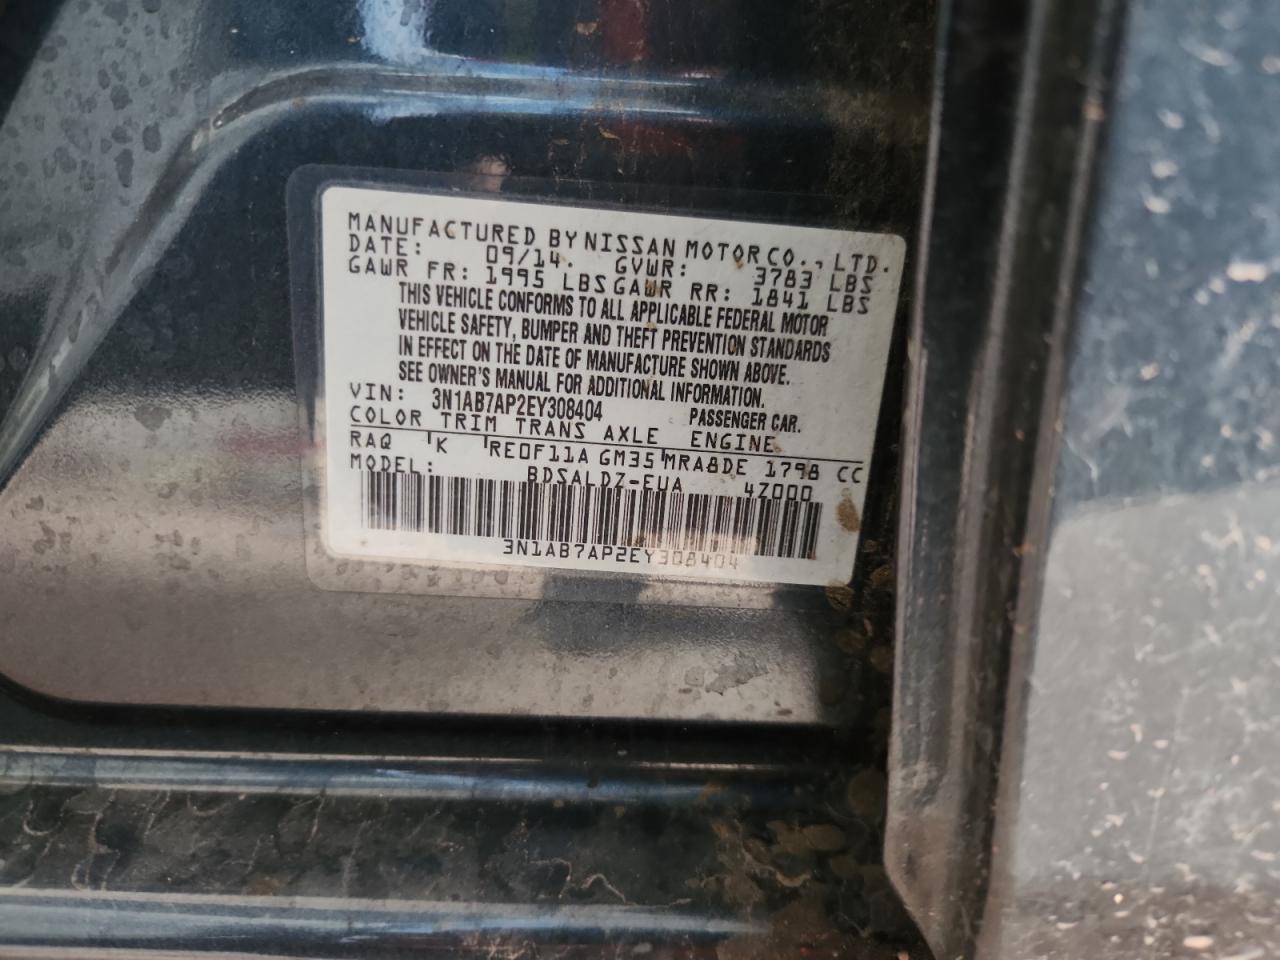 MANUFACTURED BY NISSAN MOTOR CO., LTD.
DATE: 09/14. GVWR: 3783 LBS
GAWR FR: 1995 LBS GAWR RR: 1841 LBS
THIS VEHICLE CONFORMS TO ALL APPLICABLE FEDERAL MOTOR
VEHICLE SAFETY, BUMPER AND THEFT PREVENTION STANDARDS
IN EFFECT ON THE DATE OF MANUFACTURE SHOWN ABOVE.
SEE OWNER'S MANUAL FOR ADDITIONAL INFORMATION.
VIN: 3N1AB7AP2EY308404 PASSENGER CAR.
COLOR TRIM TRANS AXLE ENGINE
RAQ K RE0F11A GM35 MRA8DE 1798 CC
MODEL: BDSALDZ-EUA 4Z000
3N1AB7AP2EY308404